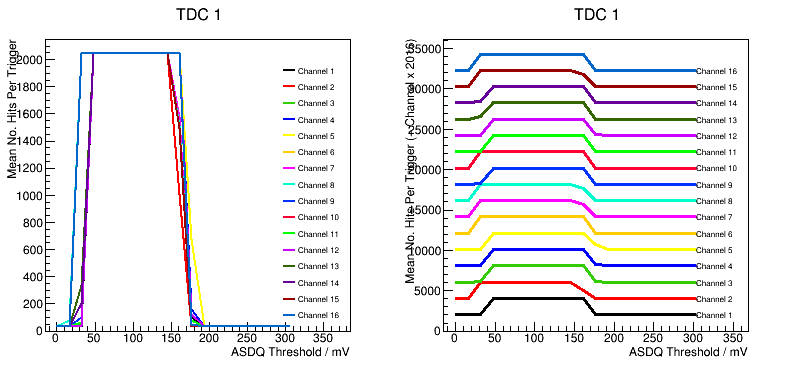 TDC 1
Mean No. Hits Per Trigger
2000
1800
1600
1400
1200
1000
800
600
400
200
0
0 50 100 150 200 250 300 350
ASDQ Threshold / mV
Channel 1
Channel 2
Channel 3
Channel 4
Channel 5
Channel 6
Channel 7
Channel 8
Channel 9
Channel 10
Channel 11
Channel 12
Channel 13
Channel 14
Channel 15
Channel 16
TDC 1
Mean No. Hits Per Trigger (+ Channel x 2016)
35000
30000
25000
20000
15000
10000
5000
0
0 50 100 150 200 250 300 350
ASDQ Threshold / mV
Channel 16
Channel 15
Channel 14
Channel 13
Channel 12
Channel 11
Channel 10
Channel 9
Channel 8
Channel 7
Channel 6
Channel 5
Channel 4
Channel 3
Channel 2
Channel 1